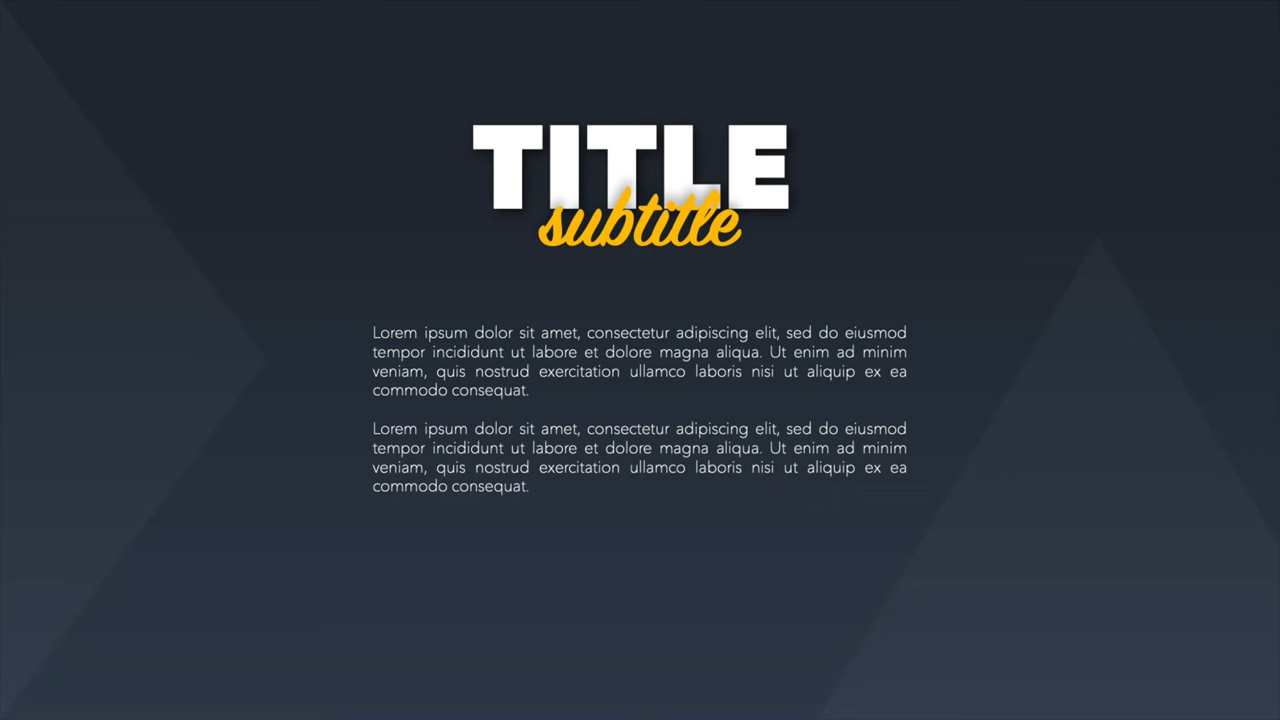 TITLE
subtitle
Lorem ipsum dolor sit amet, consectetur adipiscing elit, sed do eiusmod
tempor incididunt ut labore et dolore magna aliqua. Ut enim ad minim
veniam, quis nostrud exercitation ullamco laboris nisi ut aliquip ex ea
commodo consequat.
Lorem ipsum dolor sit amet, consectetur adipiscing elit, sed do eiusmod
tempor incididunt ut labore et dolore magna aliqua. Ut enim ad minim
veniam, quis nostrud exercitation ullamco laboris nisi ut aliquip ex ea
commodo consequat.